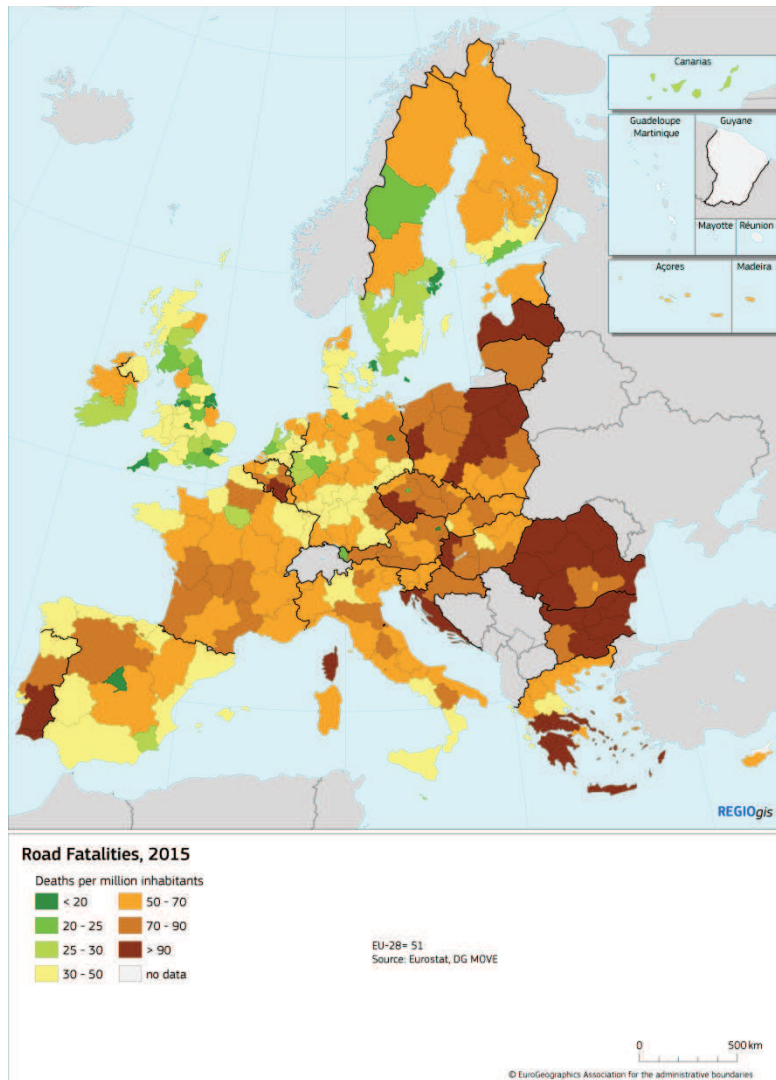 Canarias
Guadeloupe
Martinique
Guyane
Mayotte
Réunion
Açores
Madeira
REGIOgis
Road Fatalities, 2015
Deaths per million inhabitants
< 20
50 - 70
20 - 25
70 - 90
25 - 30
> 90
30 - 50
no data
EU-28= 51
Source: Eurostat, DG MOVE
0
500 km
© EuroGeographics Association for the administrative boundaries